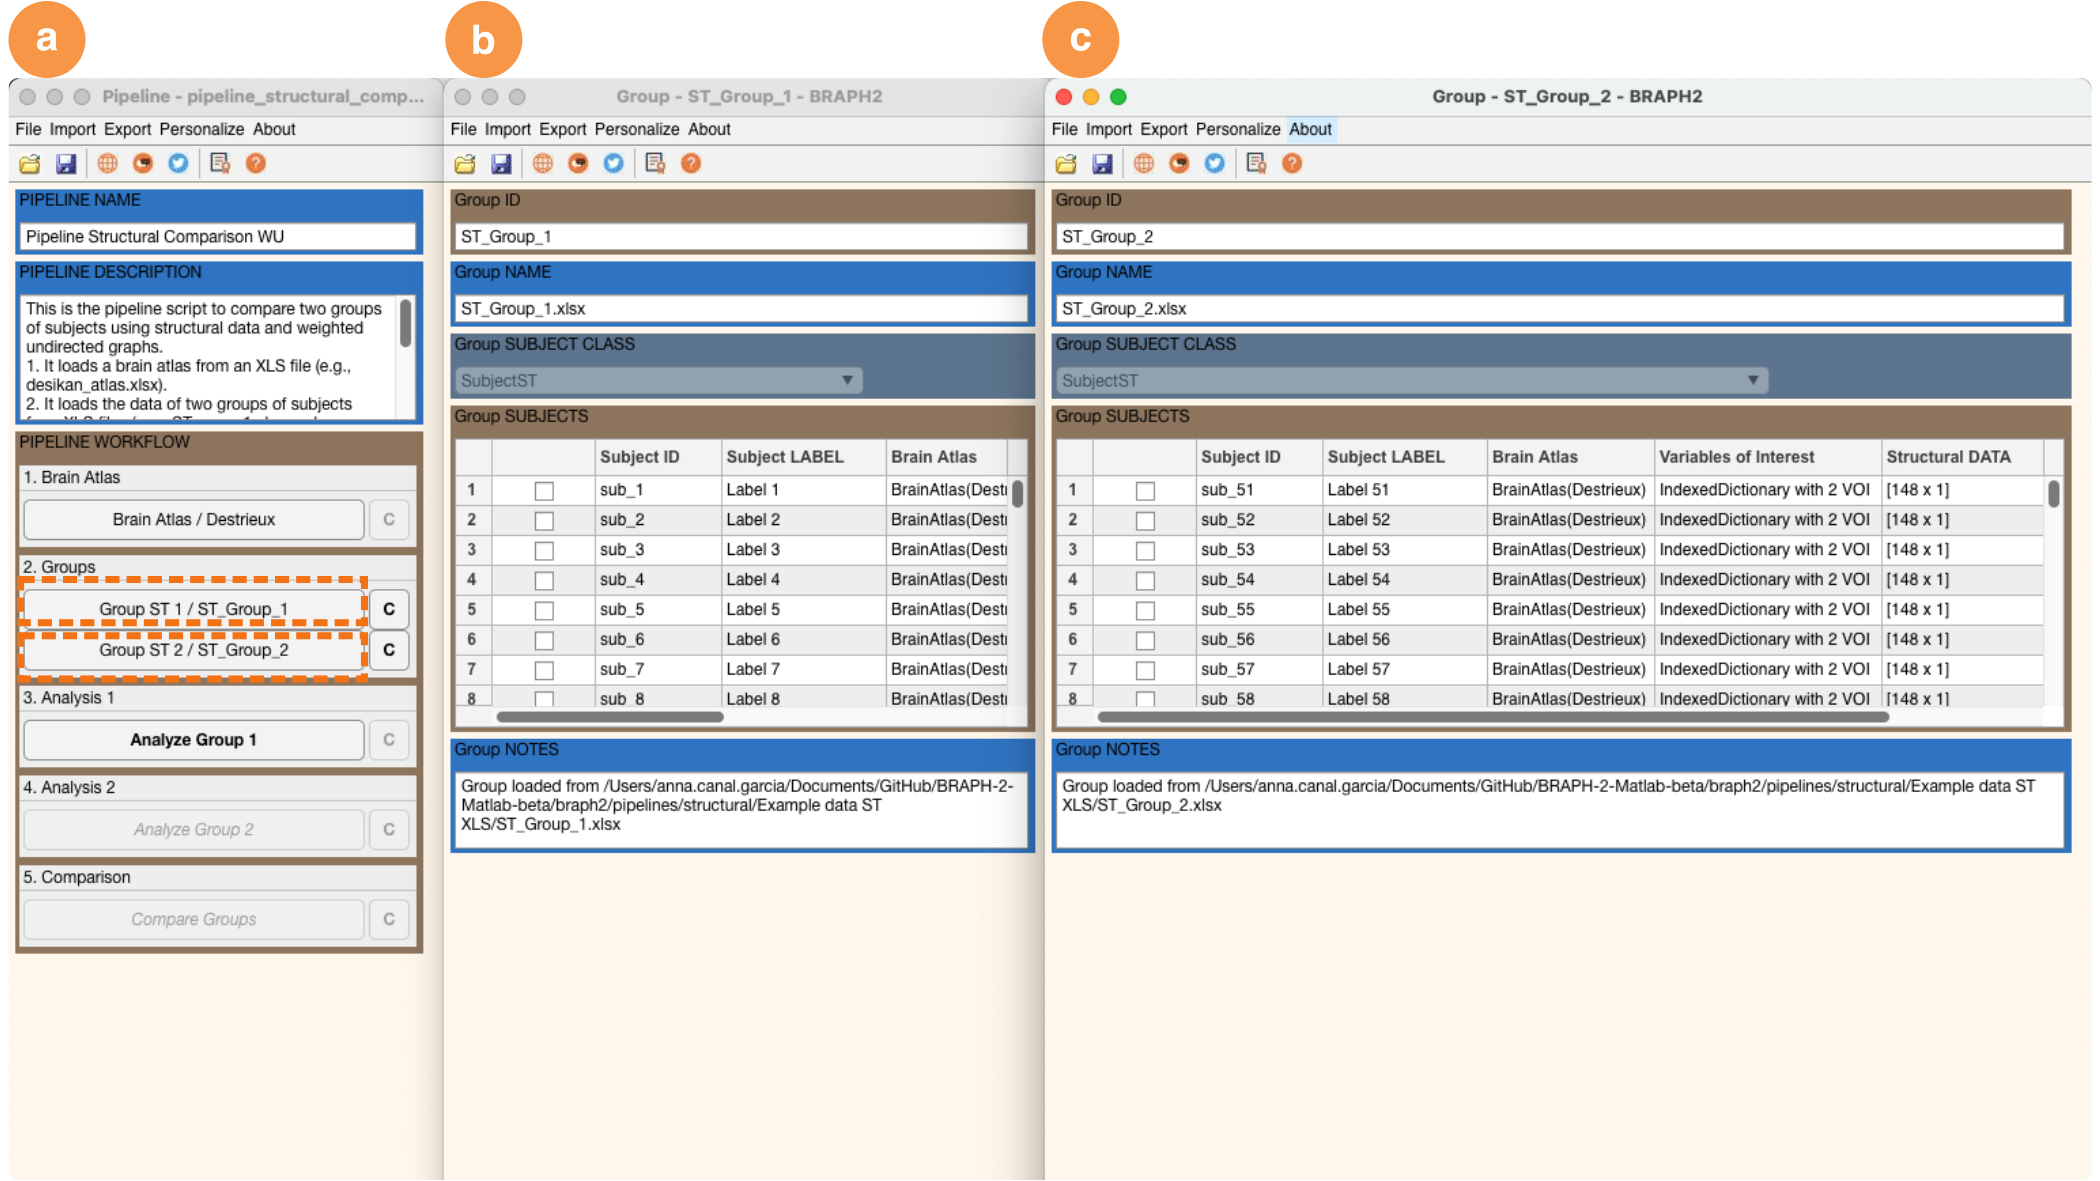 a
b
c
Pipeline - pipeline_structural_comp...
File Import Export Personalize About
PIPELINE NAME
Pipeline Structural Comparison WU
PIPELINE DESCRIPTION
This is the pipeline script to compare two groups
of subjects using structural data and weighted
undirected graphs.
1. It loads a brain atlas from an XLS file (e.g.,
desikan_atlas.xlsx).
2. It loads the data of two groups of subjects
PIPELINE WORKFLOW
1. Brain Atlas
Brain Atlas / Destrieux C
2. Groups
Group ST 1 / ST_Group_1 C
Group ST 2 / ST_Group_2 C
3. Analysis 1
Analyze Group 1 C
4. Analysis 2
Analyze Group 2 C
5. Comparison
Compare Groups C
Group - ST_Group_1 - BRAPH2
File Import Export Personalize About
Group ID
ST_Group_1
Group NAME
ST_Group_1.xlsx
Group SUBJECT CLASS
SubjectST
Group SUBJECTS
Subject ID Subject LABEL Brain Atlas
1 sub_1 Label 1 BrainAtlas(Destr
2 sub_2 Label 2 BrainAtlas(Destr
3 sub_3 Label 3 BrainAtlas(Destr
4 sub_4 Label 4 BrainAtlas(Destr
5 sub_5 Label 5 BrainAtlas(Destr
6 sub_6 Label 6 BrainAtlas(Destr
7 sub_7 Label 7 BrainAtlas(Destr
8 sub_8 Label 8 BrainAtlas(Destr
Group NOTES
Group loaded from /Users/anna.canal.garcia/Documents/GitHub/BRAPH-2-
Matlab-beta/braph2/pipelines/structural/Example data ST
XLS/ST_Group_1.xlsx
Group - ST_Group_2 - BRAPH2
File Import Export Personalize About
Group ID
ST_Group_2
Group NAME
ST_Group_2.xlsx
Group SUBJECT CLASS
SubjectST
Group SUBJECTS
Subject ID Subject LABEL Brain Atlas Variables of Interest Structural DATA
1 sub_51 Label 51 BrainAtlas(Destrieux) IndexedDictionary with 2 VOI [148 x 1]
2 sub_52 Label 52 BrainAtlas(Destrieux) IndexedDictionary with 2 VOI [148 x 1]
3 sub_53 Label 53 BrainAtlas(Destrieux) IndexedDictionary with 2 VOI [148 x 1]
4 sub_54 Label 54 BrainAtlas(Destrieux) IndexedDictionary with 2 VOI [148 x 1]
5 sub_55 Label 55 BrainAtlas(Destrieux) IndexedDictionary with 2 VOI [148 x 1]
6 sub_56 Label 56 BrainAtlas(Destrieux) IndexedDictionary with 2 VOI [148 x 1]
7 sub_57 Label 57 BrainAtlas(Destrieux) IndexedDictionary with 2 VOI [148 x 1]
8 sub_58 Label 58 BrainAtlas(Destrieux) IndexedDictionary with 2 VOI [148 x 1]
Group NOTES
Group loaded from /Users/anna.canal.garcia/Documents/GitHub/BRAPH-2-Matlab-beta/braph2/pipelines/structural/Example data ST
XLS/ST_Group_2.xlsx